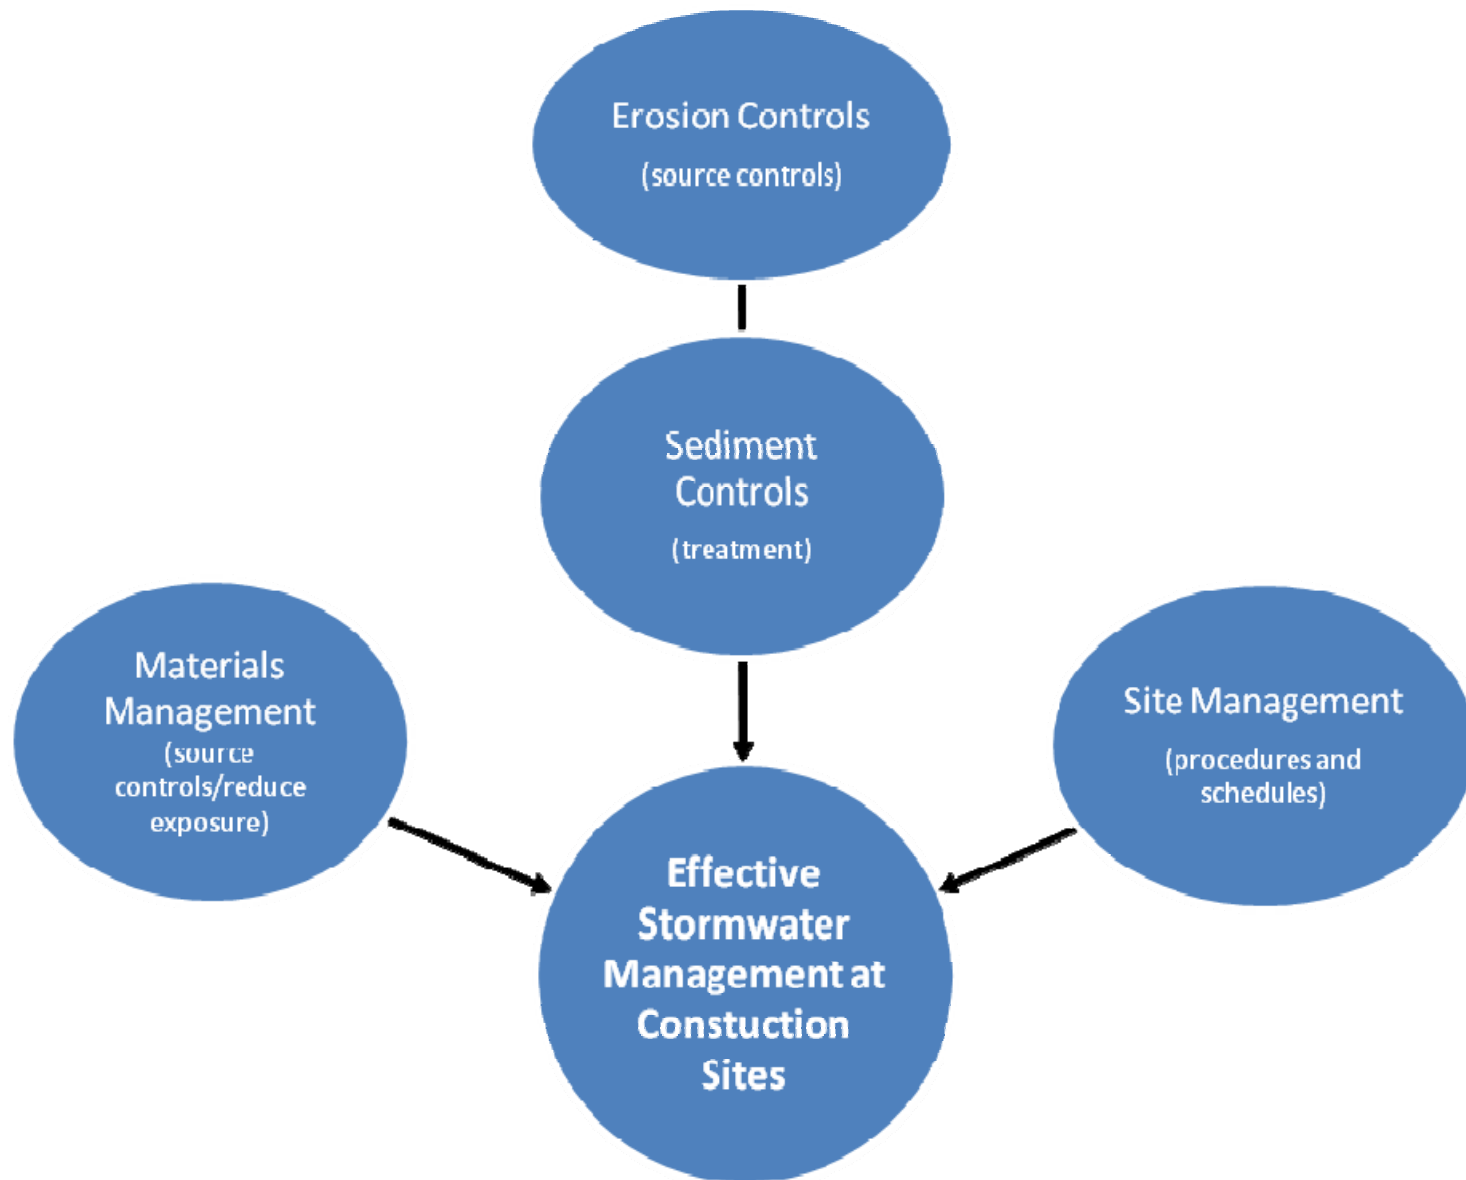 Erosion Controls
(source controls)
Sediment
Controls
(treatment)
Materials
Management
(source
controls/reduce
exposure)
Site Management
(procedures and
schedules)
Effective
Stormwater
Management at
Constuction
Sites